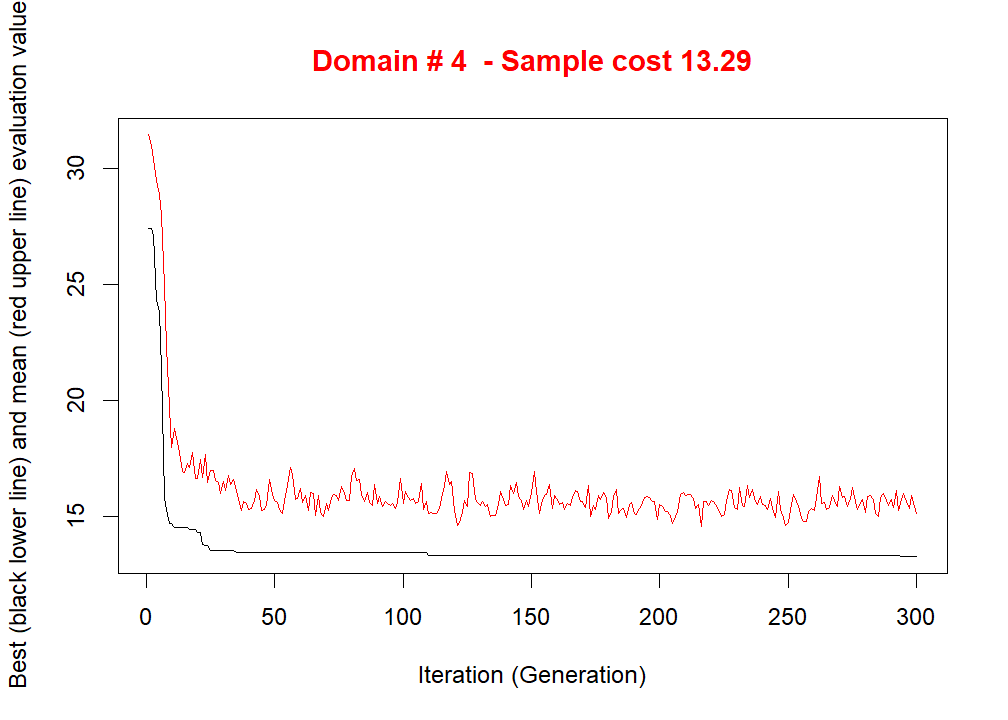 Domain # 4  - Sample cost 13.29
Best (black lower line) and mean (red upper line) evaluation value
30
25
20
15
0 50 100 150 200 250 300
Iteration (Generation)